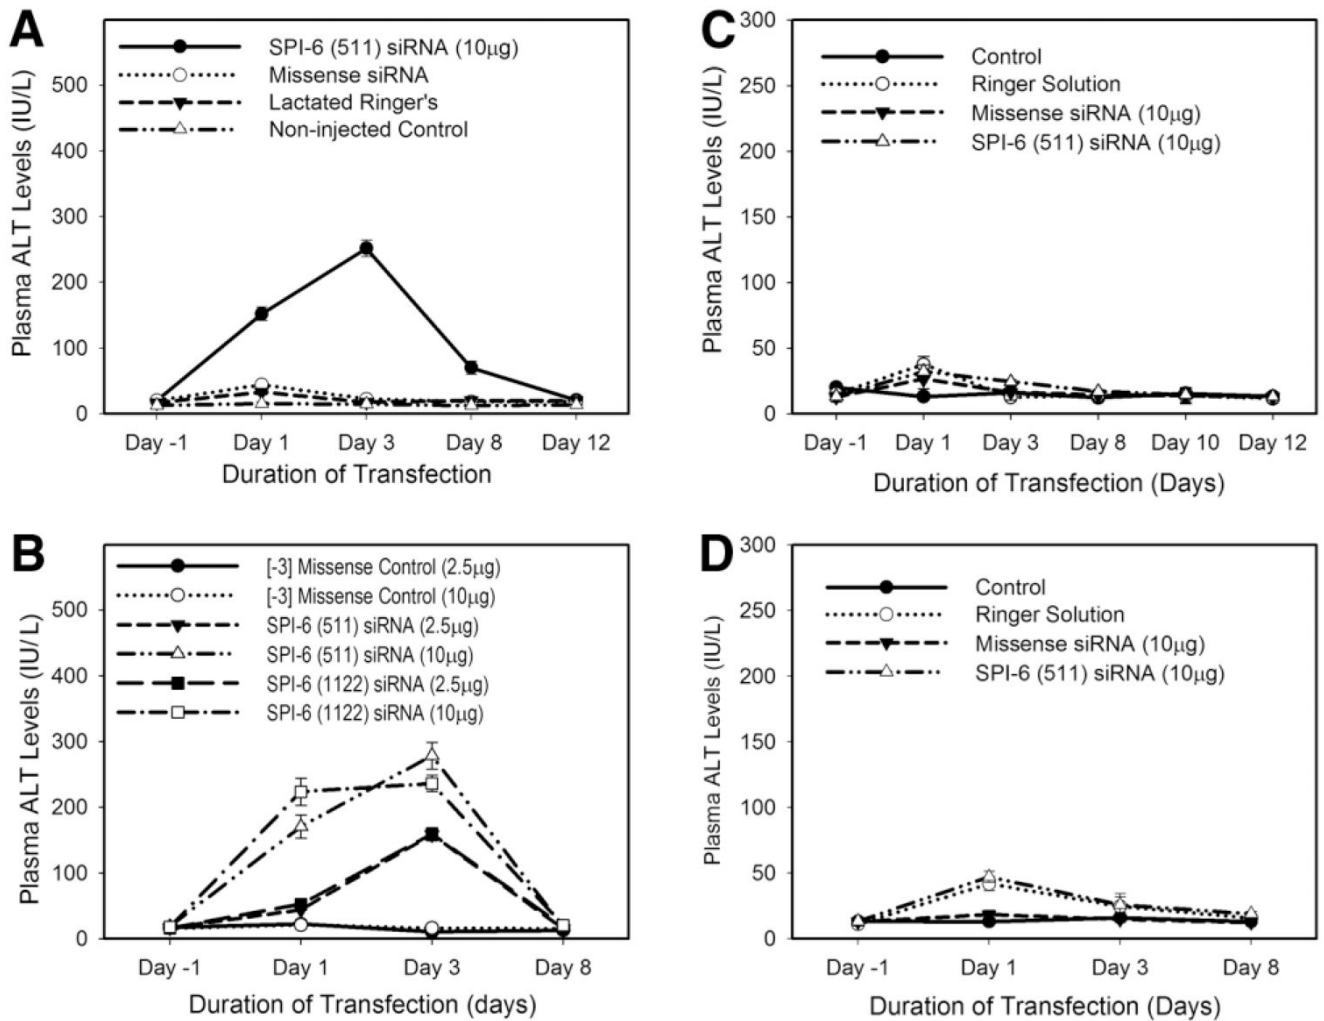 A
Plasma ALT Levels (IU/L)
500
400
300
200
100
0
SPI-6 (511) siRNA (10μg)
Missense siRNA
Lactated Ringer's
Non-injected Control
Day -1 Day 1 Day 3 Day 8 Day 12
Duration of Transfection
C
Plasma ALT Levels (IU/L)
300
250
200
150
100
50
0
Control
Ringer Solution
Missense siRNA (10μg)
SPI-6 (511) siRNA (10μg)
Day -1 Day 1 Day 3 Day 8 Day 10 Day 12
Duration of Transfection (Days)
B
Plasma ALT Levels (IU/L)
500
400
300
200
100
0
[-3] Missense Control (2.5μg)
[-3] Missense Control (10μg)
SPI-6 (511) siRNA (2.5μg)
SPI-6 (511) siRNA (10μg)
SPI-6 (1122) siRNA (2.5μg)
SPI-6 (1122) siRNA (10μg)
Day -1 Day 1 Day 3 Day 8
Duration of Transfection (days)
D
Plasma ALT Levels (IU/L)
300
250
200
150
100
50
0
Control
Ringer Solution
Missense siRNA (10μg)
SPI-6 (511) siRNA (10μg)
Day -1 Day 1 Day 3 Day 8
Duration of Transfection (Days)